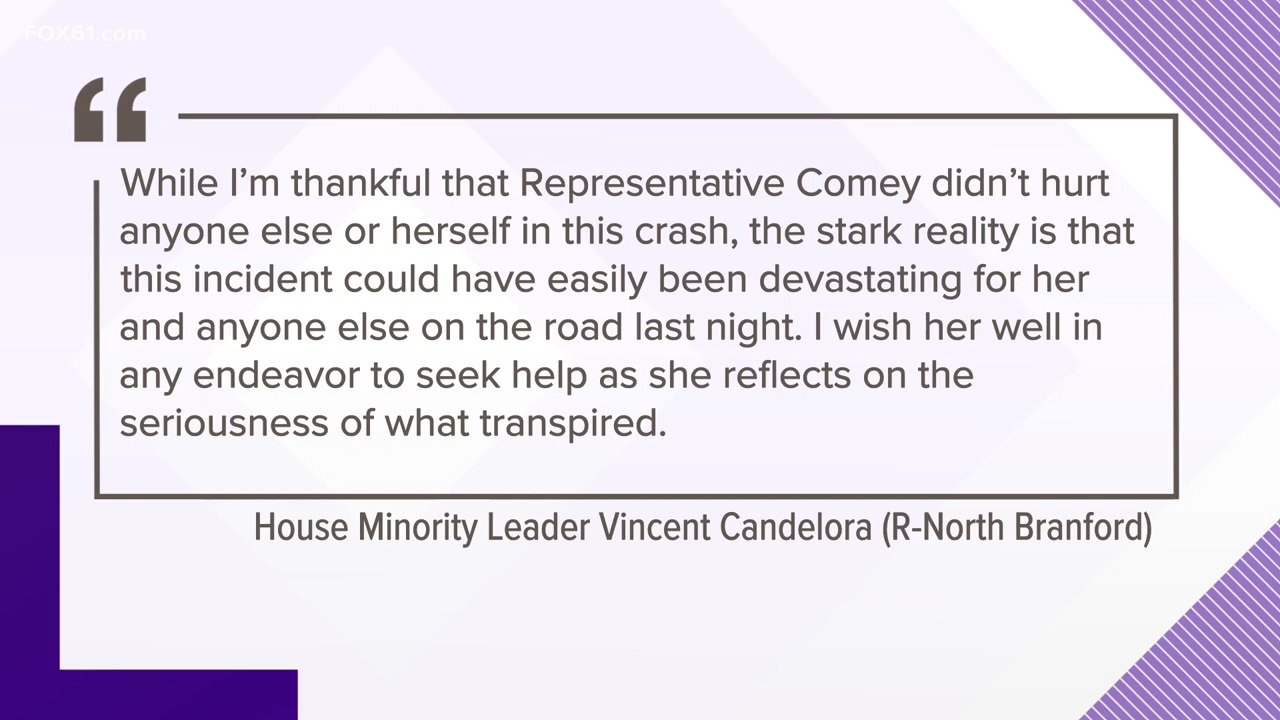 FOX61.com
“
While I’m thankful that Representative Comey didn’t hurt
anyone else or herself in this crash, the stark reality is that
this incident could have easily been devastating for her
and anyone else on the road last night. I wish her well in
any endeavor to seek help as she reflects on the
seriousness of what transpired.
House Minority Leader Vincent Candelora (R-North Branford)